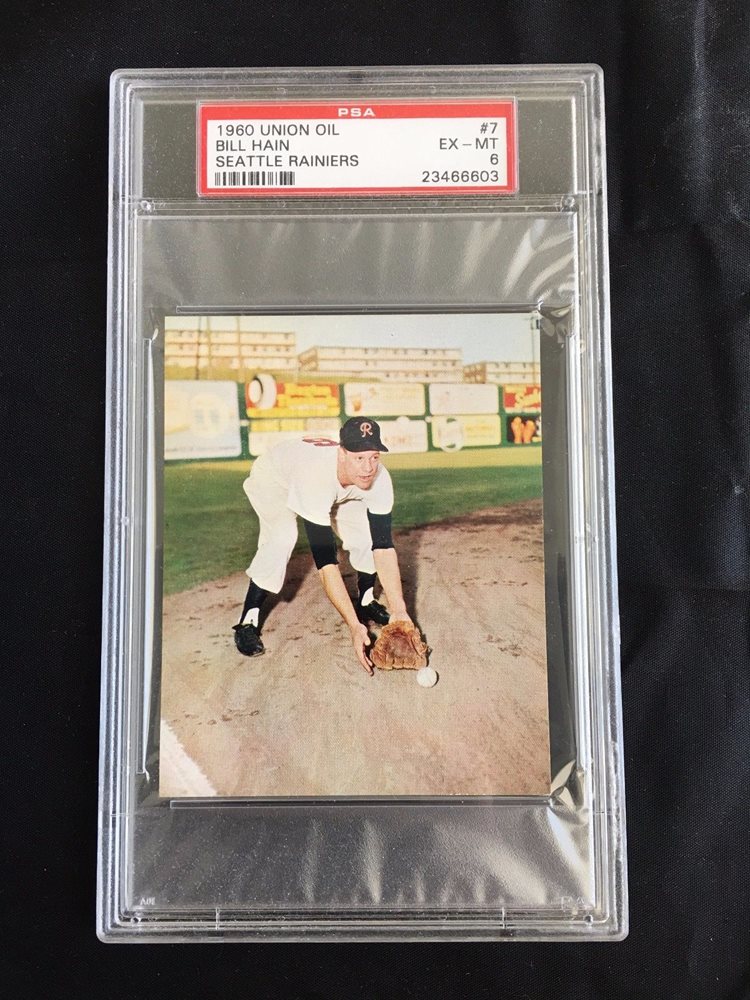 PSA
1960 UNION OIL #7
BILL HAIN EX - MT
SEATTLE RAINIERS 6
23466603
R